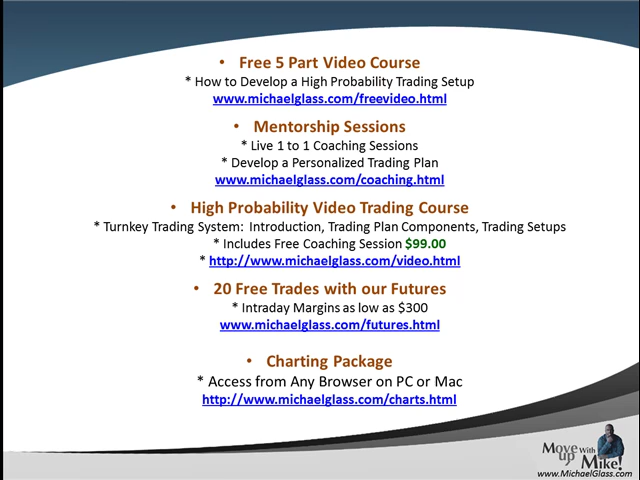 • Free 5 Part Video Course
* How to Develop a High Probability Trading Setup
www.michaelglass.com/freevideo.html
• Mentorship Sessions
* Live 1 to 1 Coaching Sessions
* Develop a Personalized Trading Plan
www.michaelglass.com/coaching.html
• High Probability Video Trading Course
* Turnkey Trading System: Introduction, Trading Plan Components, Trading Setups
* Includes Free Coaching Session $99.00
* http://www.michaelglass.com/video.html
• 20 Free Trades with our Futures
* Intraday Margins as low as $300
www.michaelglass.com/futures.html
• Charting Package
* Access from Any Browser on PC or Mac
http://www.michaelglass.com/charts.html
Move up With Mike!
www.MichaelGlass.com